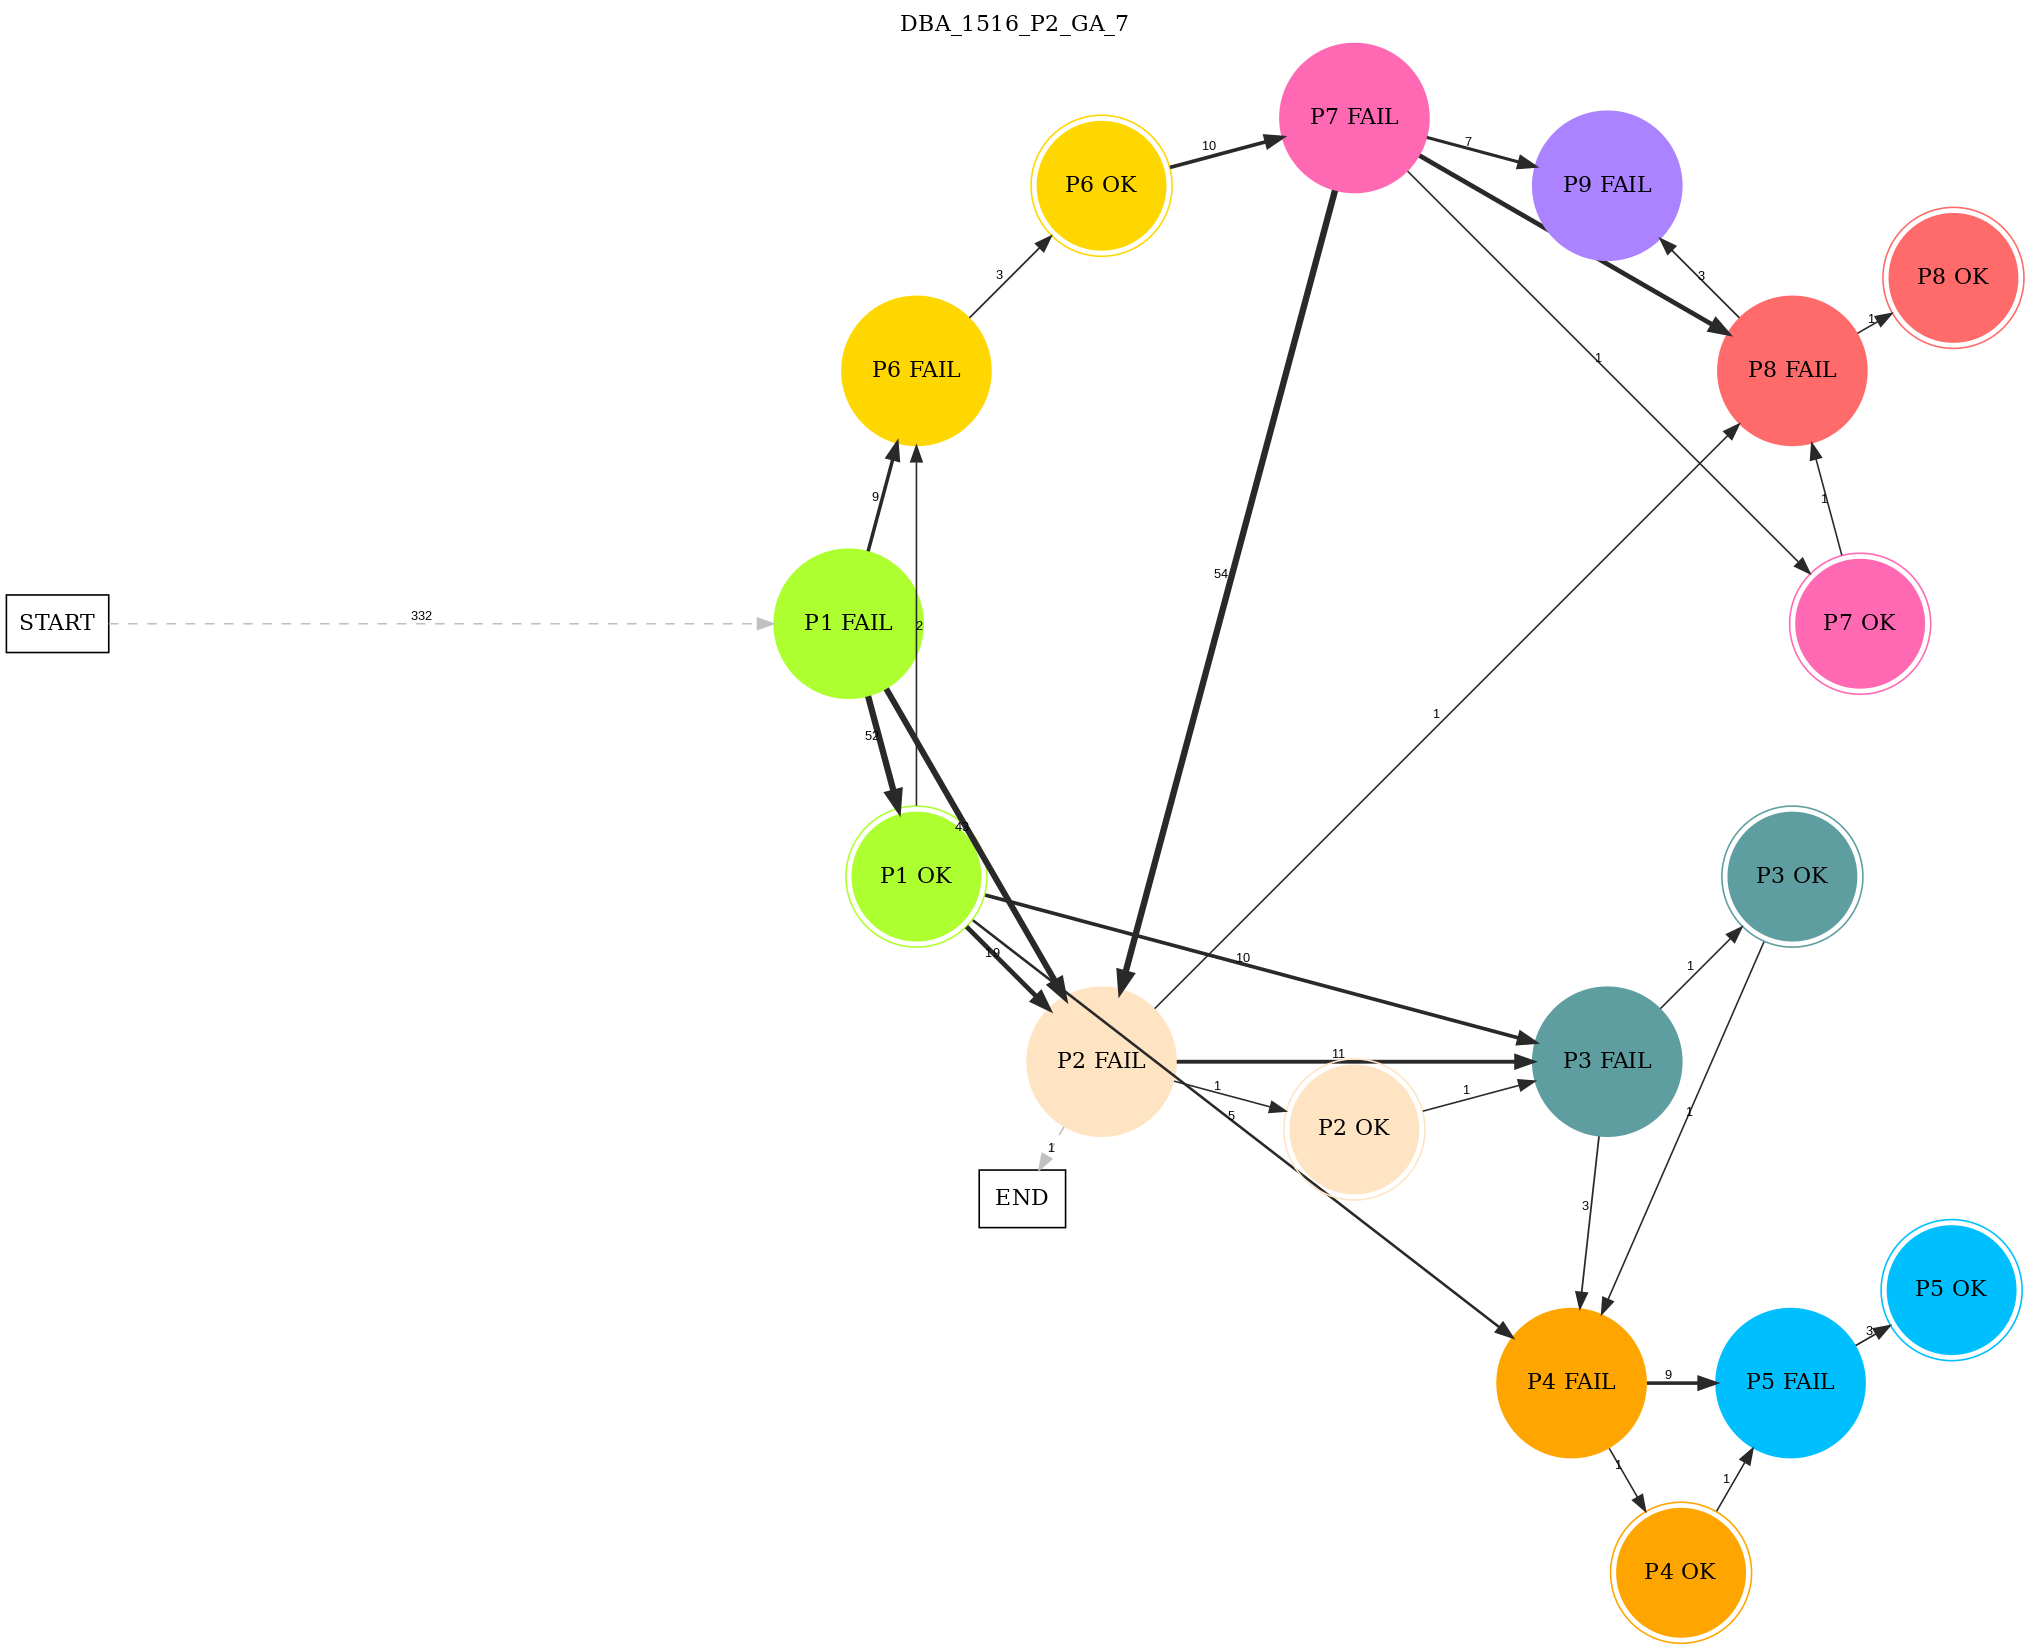 DBA_1516_P2_GA_7
P7 FAIL
10
7
P6 OK
P9 FAIL
3
3
P8 OK
1
P6 FAIL
1
P8 FAIL
9
1
54
START
332
P1 FAIL
2
P7 OK
1
52
49
P1 OK
P3 OK
19
10
1
P2 FAIL
11
P3 FAIL
1
1
5
1
P2 OK
1
END
3
P5 OK
3
P4 FAIL
9
P5 FAIL
1
1
P4 OK